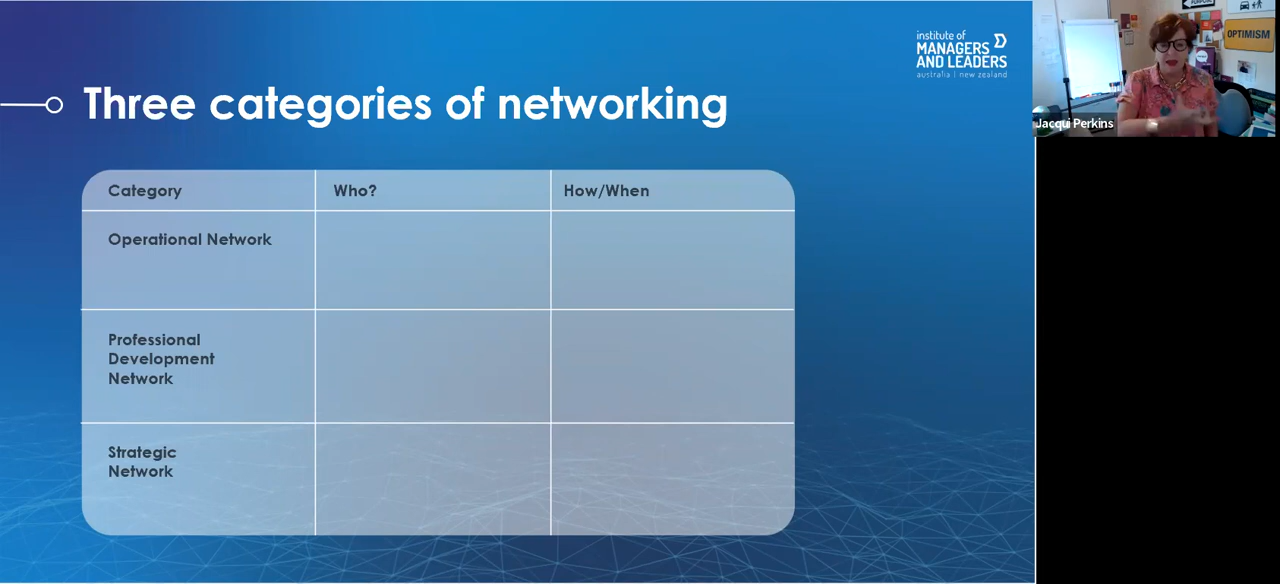 institute of
MANAGERS
AND LEADERS
australia | new zealand
Three categories of networking
Category
Who?
How/When
Operational Network
Professional
Development
Network
Strategic
Network
PURPOSE
OPTIMISM
Jacqui Perkins